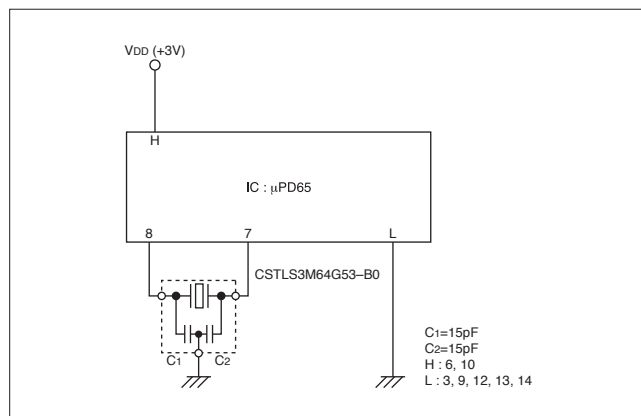 VDD (+3V)
H
IC : μPD65
8
7
L
CSTLS3M64G53–B0
C1
C2
C1=15pF
C2=15pF
H : 6, 10
L : 3, 9, 12, 13, 14